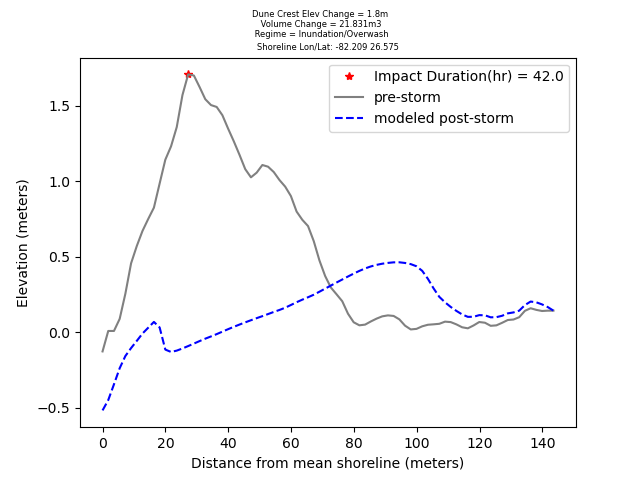 Dune Crest Elev Change = 1.8m
Volume Change = 21.831m3
Regime = Inundation/Overwash
Shoreline Lon/Lat: -82.209 26.575
Impact Duration(hr) = 42.0
pre-storm
modeled post-storm
Elevation (meters)
1.5
1.0
0.5
0.0
−0.5
0 20 40 60 80 100 120 140
Distance from mean shoreline (meters)